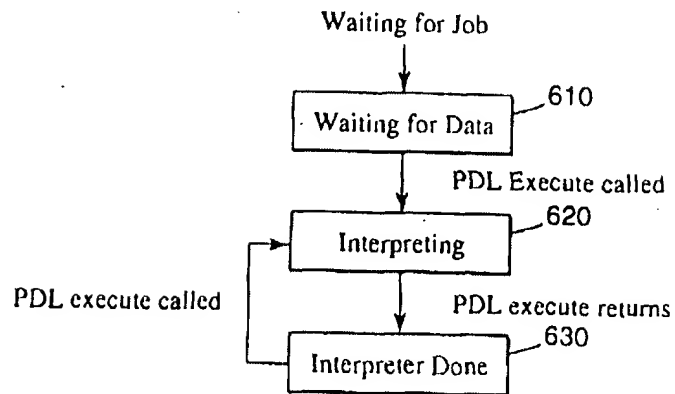 Waiting for Job
610
Waiting for Data
PDL Execute called
620
Interpreting
PDL execute called
PDL execute returns
630
Interpreter Done